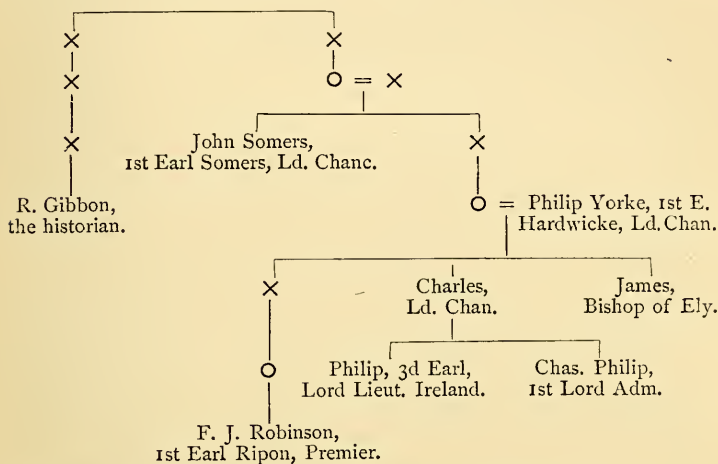 John Somers,
1st Earl Somers, Ld. Chanc.
R. Gibbon,
the historian.
= Philip Yorke, 1st E.
Hardwicke, Ld. Chan.
Charles,
Ld. Chan.
James,
Bishop of Ely.
Philip, 3d Earl,
Lord Lieut. Ireland.
Chas. Philip,
1st Lord Adm.
F. J. Robinson,
1st Earl Ripon, Premier.